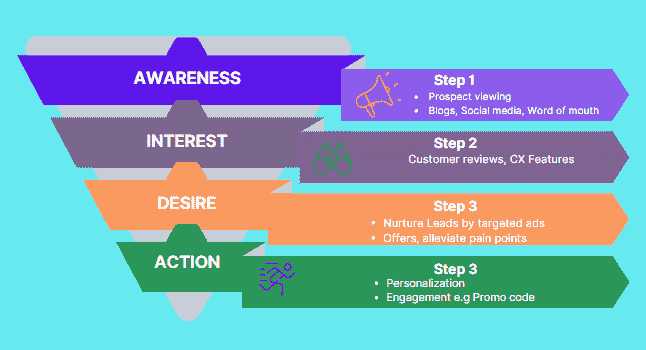 AWARENESS
Step 1
• Prospect viewing
• Blogs, Social media, Word of mouth
INTEREST
Step 2
Customer reviews, CX Features
DESIRE
Step 3
• Nurture Leads by targeted ads
• Offers, alleviate pain points
ACTION
Step 3
• Personalization
• Engagement e.g Promo code